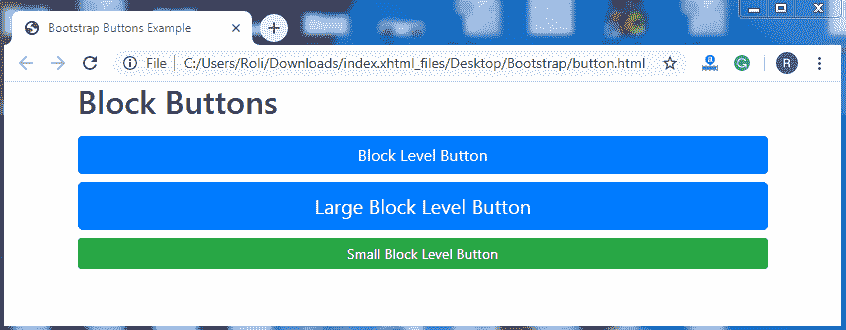 Bootstrap Buttons Example
File C:/Users/Roli/Downloads/index.xhtml_files/Desktop/Bootstrap/button.html
R
Block Buttons
Block Level Button
Large Block Level Button
Small Block Level Button